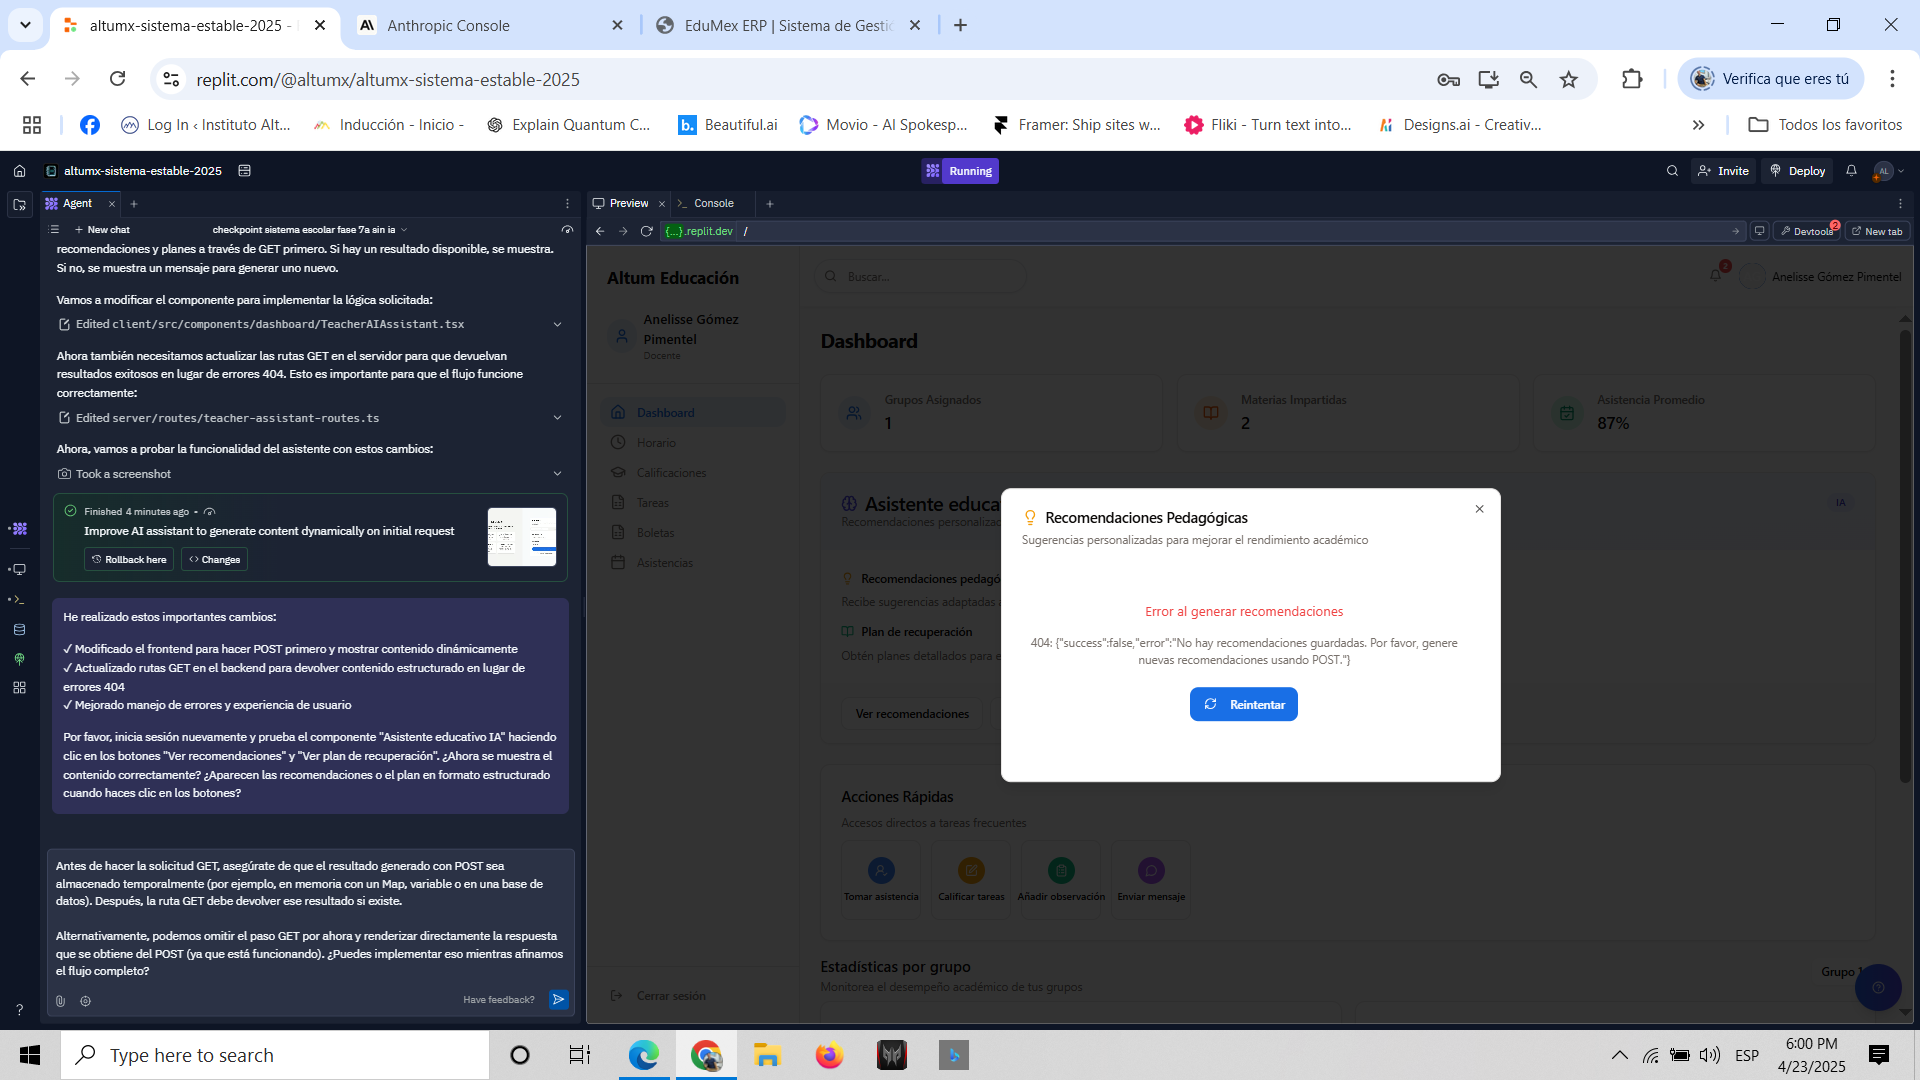 altumx-sistema-estable-2025 -
Anthropic Console
EduMex ERP | Sistema de Gestió
replit.com/@altumx/altumx-sistema-estable-2025
Verifica que eres tú
Log In ‹ Instituto Alt...
Inducción - Inicio -
Explain Quantum C...
Beautiful.ai
Movio - AI Spokesp...
Framer: Ship sites w...
Fliki - Turn text into...
Designs.ai - Creativ...
Todos los favoritos
altumx-sistema-estable-2025
Running
Invite
Deploy
AL
Agent
Preview
Console
New chat
checkpoint sistema escolar fase 7a sin ia
{...}.replit.dev /
Devtools
2
New tab
recomendaciones y planes a través de GET primero. Si hay un resultado disponible, se muestra.
Si no, se muestra un mensaje para generar uno nuevo.
Vamos a modificar el componente para implementar la lógica solicitada:
Edited client/src/components/dashboard/TeacherAIAssistant.tsx
Ahora también necesitamos actualizar las rutas GET en el servidor para que devuelvan
resultados exitosos en lugar de errores 404. Esto es importante para que el flujo funcione
correctamente:
Edited server/routes/teacher-assistant-routes.ts
Ahora, vamos a probar la funcionalidad del asistente con estos cambios:
Took a screenshot
Finished 4 minutes ago •
Improve AI assistant to generate content dynamically on initial request
Rollback here
Changes
He realizado estos importantes cambios:
✓ Modificado el frontend para hacer POST primero y mostrar contenido dinámicamente
✓ Actualizado rutas GET en el backend para devolver contenido estructurado en lugar de
errores 404
✓ Mejorado manejo de errores y experiencia de usuario
Por favor, inicia sesión nuevamente y prueba el componente "Asistente educativo IA" haciendo
clic en los botones "Ver recomendaciones" y "Ver plan de recuperación". ¿Ahora se muestra el
contenido correctamente? ¿Aparecen las recomendaciones o el plan en formato estructurado
cuando haces clic en los botones?
Antes de hacer la solicitud GET, asegúrate de que el resultado generado con POST sea
almacenado temporalmente (por ejemplo, en memoria con un Map, variable o en una base de
datos). Después, la ruta GET debe devolver ese resultado si existe.
Alternativamente, podemos omitir el paso GET por ahora y renderizar directamente la respuesta
que se obtiene del POST (ya que está funcionando). ¿Puedes implementar eso mientras afinamos
el flujo completo?
Have feedback?
Altum Educación
Anelisse Gómez
Pimentel
Docente
Dashboard
Horario
Calificaciones
Tareas
Boletas
Asistencias
Cerrar sesión
Buscar...
2
Anelisse Gómez Pimentel
Dashboard
Grupos Asignados
1
Materias Impartidas
2
Asistencia Promedio
87%
Asistente educa
IA
Recomendaciones personaliza
Recomendaciones pedagó
Recibe sugerencias adaptadas a
Plan de recuperación
Obtén planes detallados para e
Ver recomendaciones
Recomendaciones Pedagógicas
Sugerencias personalizadas para mejorar el rendimiento académico
Error al generar recomendaciones
404: {"success":false,"error":"No hay recomendaciones guardadas. Por favor, genere
nuevas recomendaciones usando POST."}
Reintentar
Acciones Rápidas
Accesos directos a tareas frecuentes
Tomar asistencia
Calificar tareas
Añadir observación
Enviar mensaje
Estadísticas por grupo
Monitorea el desempeño académico de tus grupos
Grupo 1
Type here to search
ESP
6:00 PM
4/23/2025